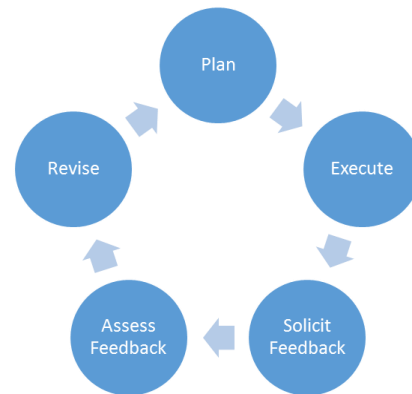 Plan
Execute
Solicit
Feedback
Assess
Feedback
Revise